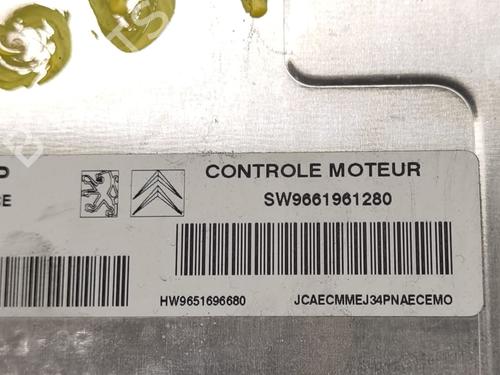 CONTROLE MOTEUR
SW9661961280
HW9651696680
JCAECMMEJ34PNAECEMO